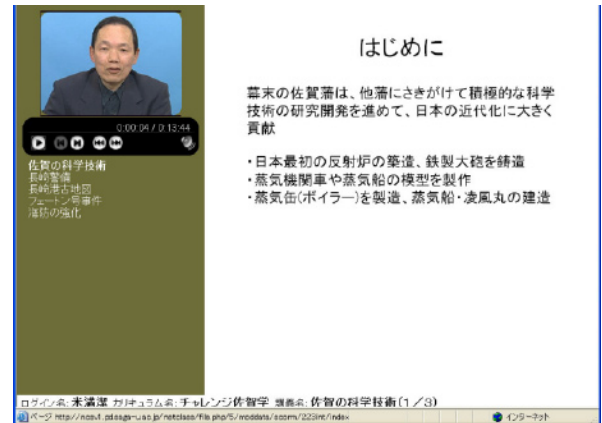 はじめに
幕末の佐賀藩は、他藩にさきがけて積極的な科学
技術の研究開発を進めて、日本の近代化に大きく
貢献
・日本最初の反射炉の築造、鉄製大砲を鋳造
・蒸気機関車や蒸気船の模型を製作
・蒸気缶(ボイラー)を製造、蒸気船・凌風丸の建造
0:00:04 / 0:13:44
佐賀の科学技術
長崎警備
長崎港古地図
フェートン号事件
海防の強化
ログイン名: 米満潔 カリキュラム名: チャレンジ佐賀学 講義名: 佐賀の科学技術(1/3)
ページ
インターネット